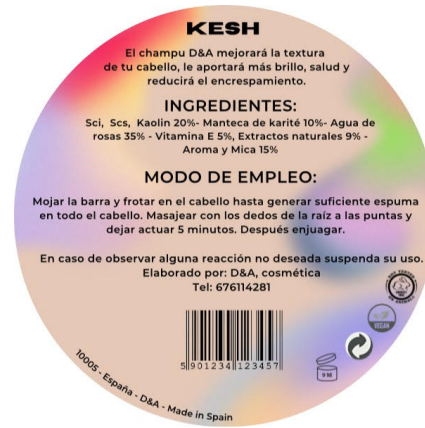 KESH
El champu D&A mejorará la textura
de tu cabello, le aportará más brillo, salud y
reducirá el encrespamiento.
INGREDIENTES:
Sci, Scs, Kaolin 20%- Manteca de karité 10%- Agua de
rosas 35% - Vitamina E 5%, Extractos naturales 9% -
Aroma y Mica 15%
MODO DE EMPLEO:
Mojar la barra y frotar en el cabello hasta generar suficiente espuma
en todo el cabello. Masajear con los dedos de la raíz a las puntas y
dejar actuar 5 minutos. Después enjuagar.
En caso de observar alguna reacción no deseada suspenda su uso.
Elaborado por: D&A, cosmética
Tel: 676114281
VEGAN
5 901234 123457
9 M
10005 - España - D&A - Made in Spain